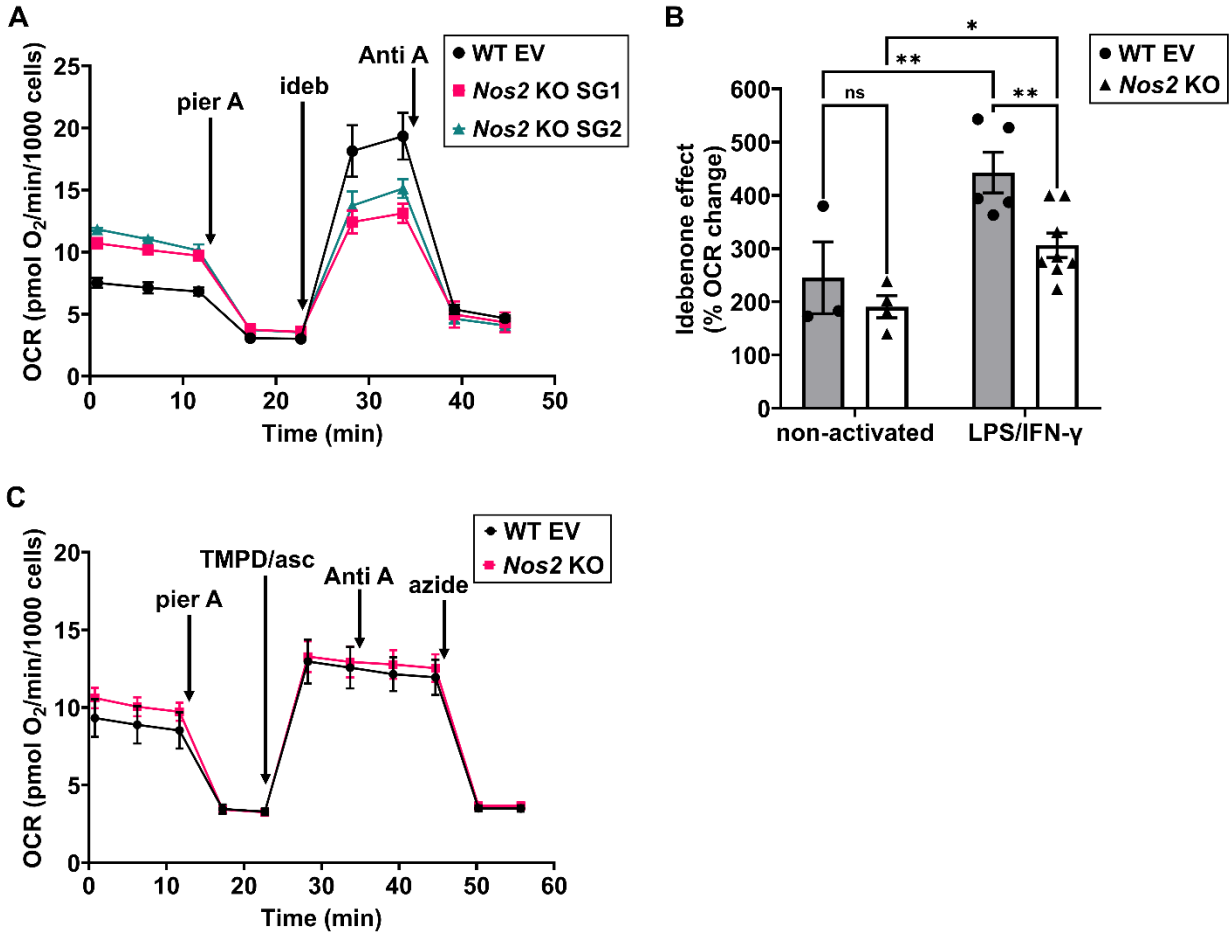 A
WT EV
Nos2 KO SG1
Nos2 KO SG2
pier A
ideb
Anti A
OCR (pmol O2/min/1000 cells)
25
20
15
10
5
0
0 10 20 30 40 50
Time (min)
B
WT EV
Nos2 KO
*
**
ns
**
Idebenone effect
(% OCR change)
600
500
400
300
200
100
0
non-activated LPS/IFN-γ
C
WT EV
Nos2 KO
pier A
TMPD/asc
Anti A
azide
OCR (pmol O2/min/1000 cells)
20
15
10
5
0
0 10 20 30 40 50 60
Time (min)